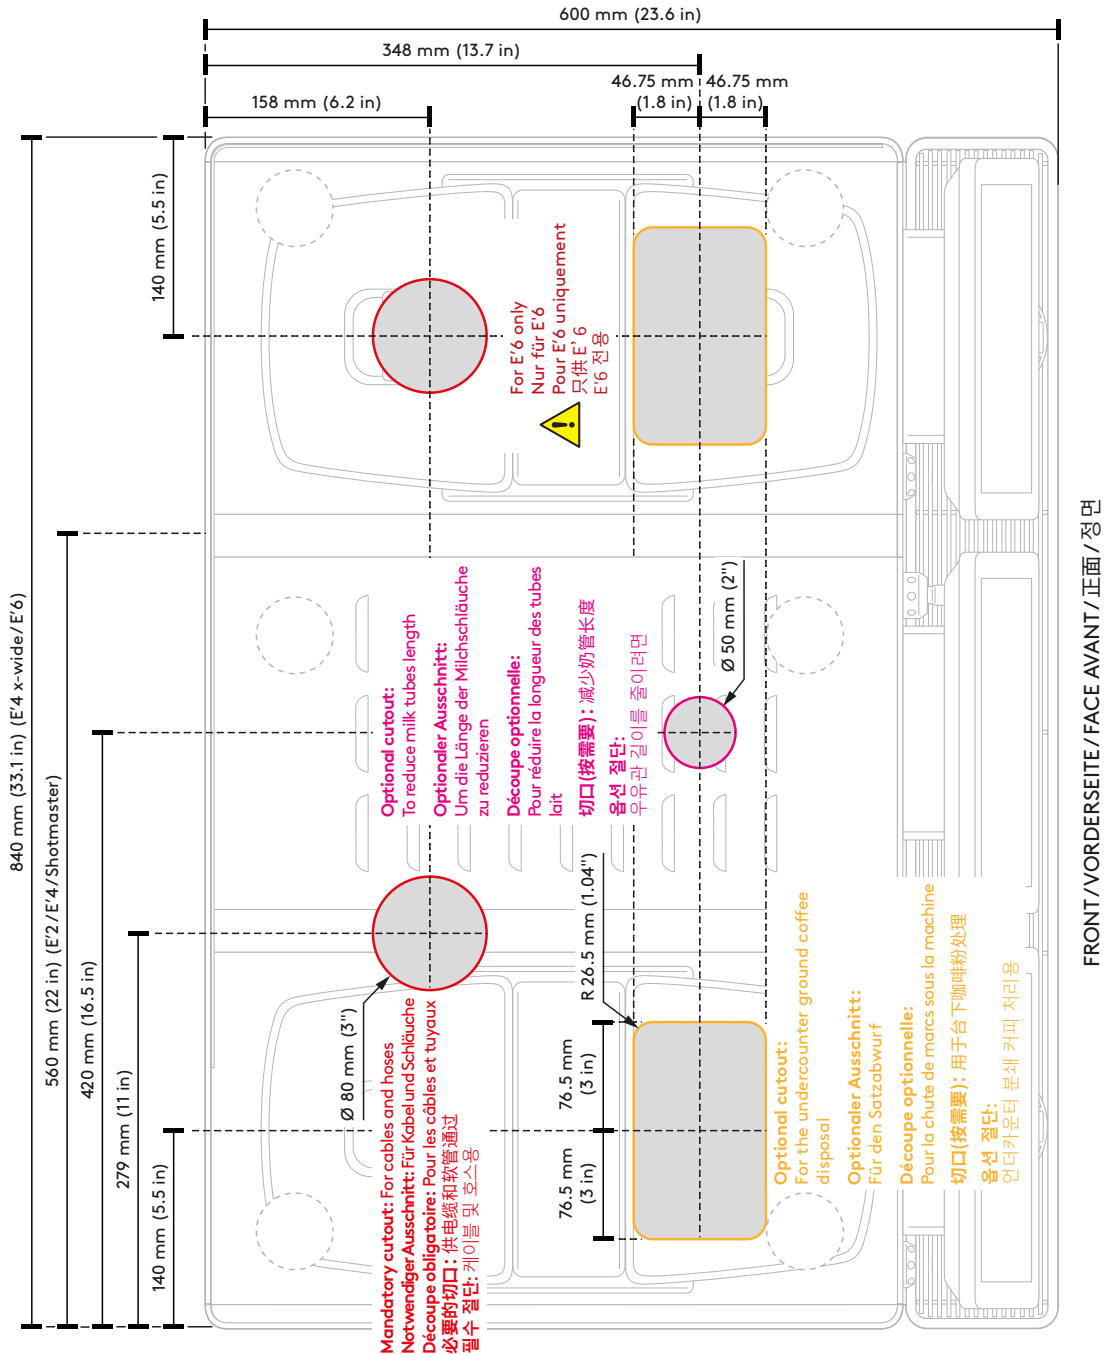 600 mm (23.6 in)
348 mm (13.7 in)
46.75 mm
(1.8 in)
46.75 mm
(1.8 in)
158 mm (6.2 in)
840 mm (33.1 in) (E'4 x-wide/E'6)
560 mm (22 in) (E'2/E'4/Shotmaster)
420 mm (16.5 in)
279 mm (11 in)
140 mm (5.5 in)
140 mm (5.5 in)
For E'6 only
Nur für E'6
Pour E'6 uniquement
只供 E' 6
E'6 전용
Optional cutout:
To reduce milk tubes length
Optionaler Ausschnitt:
Um die Länge der Milchschläuche
zu reduzieren
Découpe optionnelle:
Pour réduire la longueur des tubes
lait
切口(按需要): 减少奶管长度
옵션 절단:
우유관 길이를 줄이려면
Ø 50 mm (2")
Ø 80 mm (3")
R 26.5 mm (1.04")
76.5 mm
(3 in)
76.5 mm
(3 in)
Mandatory cutout: For cables and hoses
Notwendiger Ausschnitt: Für Kabel und Schläuche
Découpe obligatoire: Pour les câbles et tuyaux
必要的切口: 供电缆和软管通过
필수 절단: 케이블 및 호스용
Optional cutout:
For the undercounter ground coffee
disposal
Optionaler Ausschnitt:
Für den Satzabwurf
Découpe optionnelle:
Pour la chute de marcs sous la machine
切口(按需要): 用于台下咖啡粉处理
옵션 절단:
언더카운터 분쇄 커피 처리용
FRONT/VORDERSEITE/FACE AVANT/正面/정면